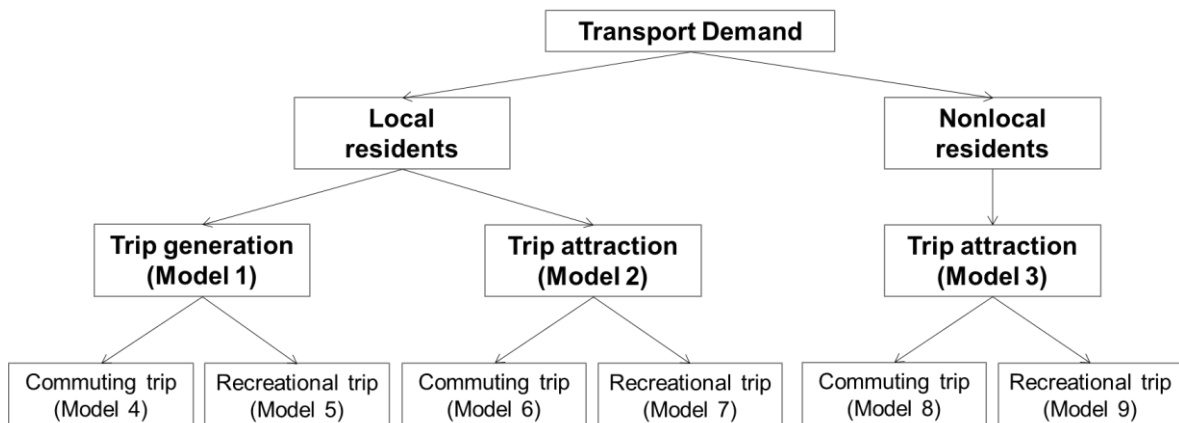 Transport Demand
Local
residents
Nonlocal
residents
Trip generation
(Model 1)
Trip attraction
(Model 2)
Trip attraction
(Model 3)
Commuting trip
(Model 4)
Recreational trip
(Model 5)
Commuting trip
(Model 6)
Recreational trip
(Model 7)
Commuting trip
(Model 8)
Recreational trip
(Model 9)